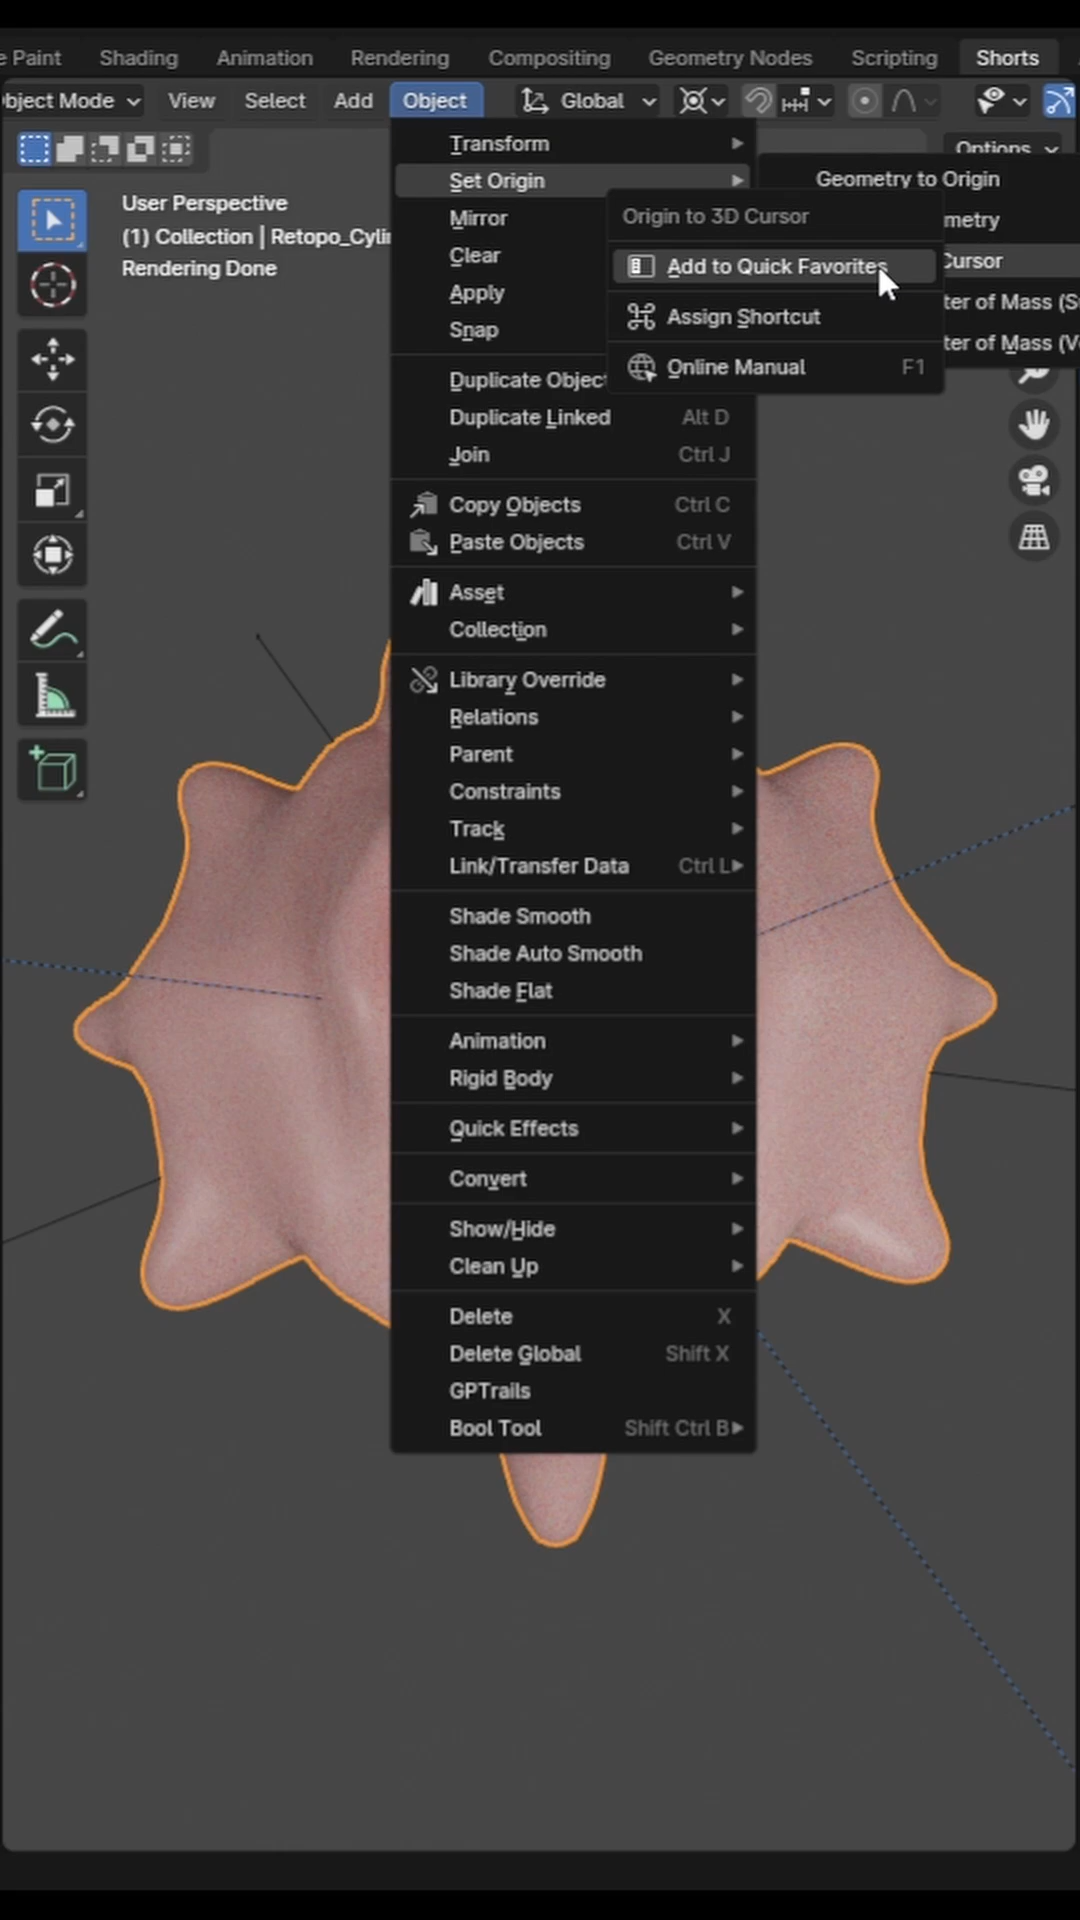 e Paint Shading Animation Rendering Compositing Geometry Nodes Scripting Shorts
bject Mode View Select Add Object Global
Options
User Perspective
(1) Collection | Retopo_Cylin
Rendering Done
Transform
Set Origin
Mirror
Clear
Apply
Snap
Duplicate Object
Duplicate Linked Alt D
Join Ctrl J
Copy Objects Ctrl C
Paste Objects Ctrl V
Asset
Collection
Library Override
Relations
Parent
Constraints
Track
Link/Transfer Data Ctrl L
Shade Smooth
Shade Auto Smooth
Shade Flat
Animation
Rigid Body
Quick Effects
Convert
Show/Hide
Clean Up
Delete X
Delete Global Shift X
GPTrails
Bool Tool Shift Ctrl B
Geometry to Origin
metry
Cursor
ter of Mass (S
ter of Mass (V
Origin to 3D Cursor
Add to Quick Favorites
Assign Shortcut
Online Manual F1